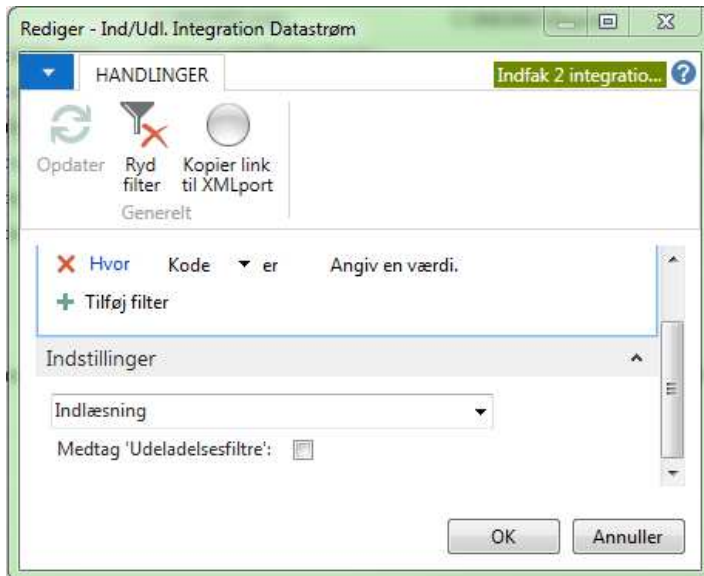 Rediger - Ind/Udl. Integration Datastrøm
HANDLINGER
Indfak 2 integratio...
Opdater
Ryd filter
Kopier link til XMLport
Generelt
Hvor Kode er Angiv en værdi.
Tilføj filter
Indstillinger
Indlæsning
Medtag 'Udeladelsesfiltre':
OK Annuller